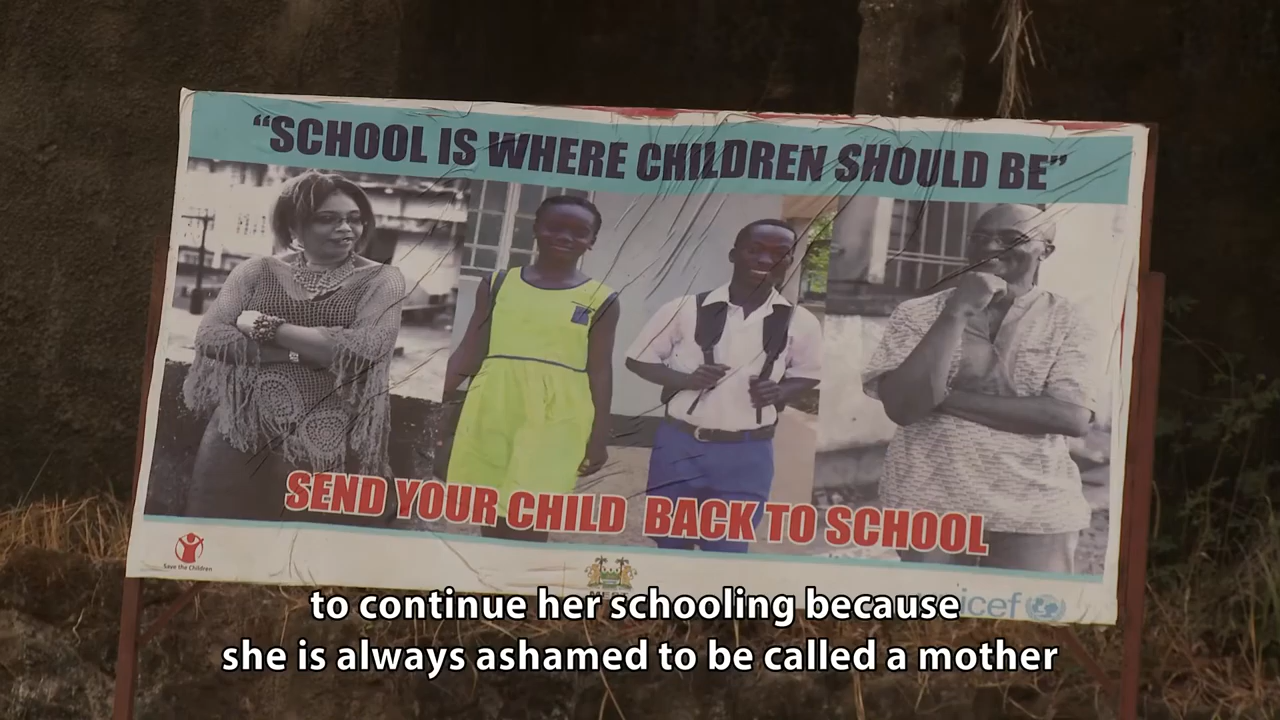 “SCHOOL IS WHERE CHILDREN SHOULD BE”
SEND YOUR CHILD BACK TO SCHOOL
Save the Children
to continue her schooling because
she is always ashamed to be called a mother